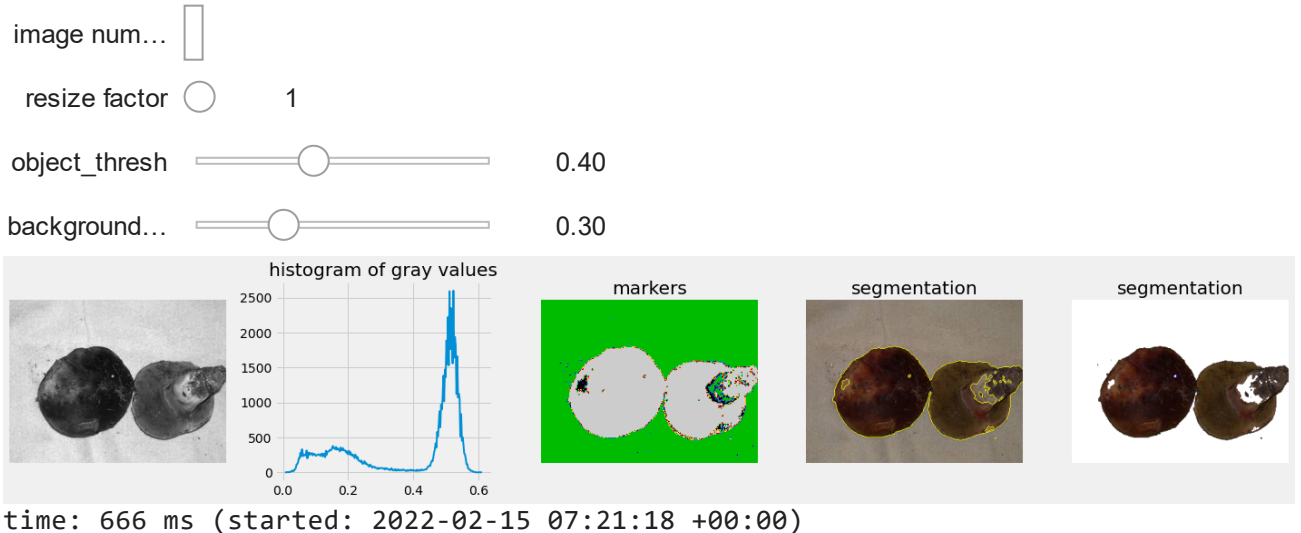 image num…
resize factor 1
object_thresh 0.40
background… 0.30
histogram of gray values
markers
segmentation
segmentation
2500
2000
1500
1000
500
0
0.0 0.2 0.4 0.6
time: 666 ms (started: 2022-02-15 07:21:18 +00:00)